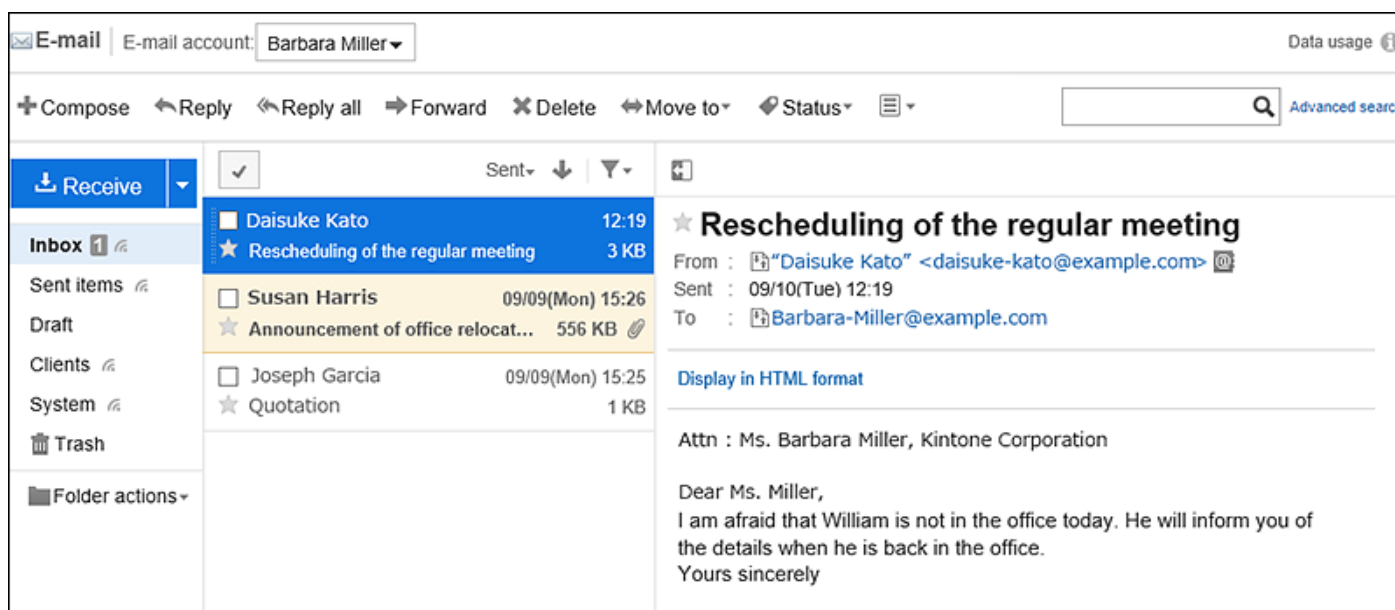 E-mail E-mail account: Barbara Miller
Data usage
Compose Reply Reply all Forward Delete Move to Status
Advanced searc
Receive
Inbox 1
Sent items
Draft
Clients
System
Trash
Folder actions
Sent
Daisuke Kato 12:19
Rescheduling of the regular meeting 3 KB
Susan Harris 09/09(Mon) 15:26
Announcement of office relocat... 556 KB
Joseph Garcia 09/09(Mon) 15:25
Quotation 1 KB
Rescheduling of the regular meeting
From : “Daisuke Kato” <daisuke-kato@example.com>
Sent : 09/10(Tue) 12:19
To : Barbara-Miller@example.com
Display in HTML format
Attn : Ms. Barbara Miller, Kintone Corporation
Dear Ms. Miller,
I am afraid that William is not in the office today. He will inform you of
the details when he is back in the office.
Yours sincerely